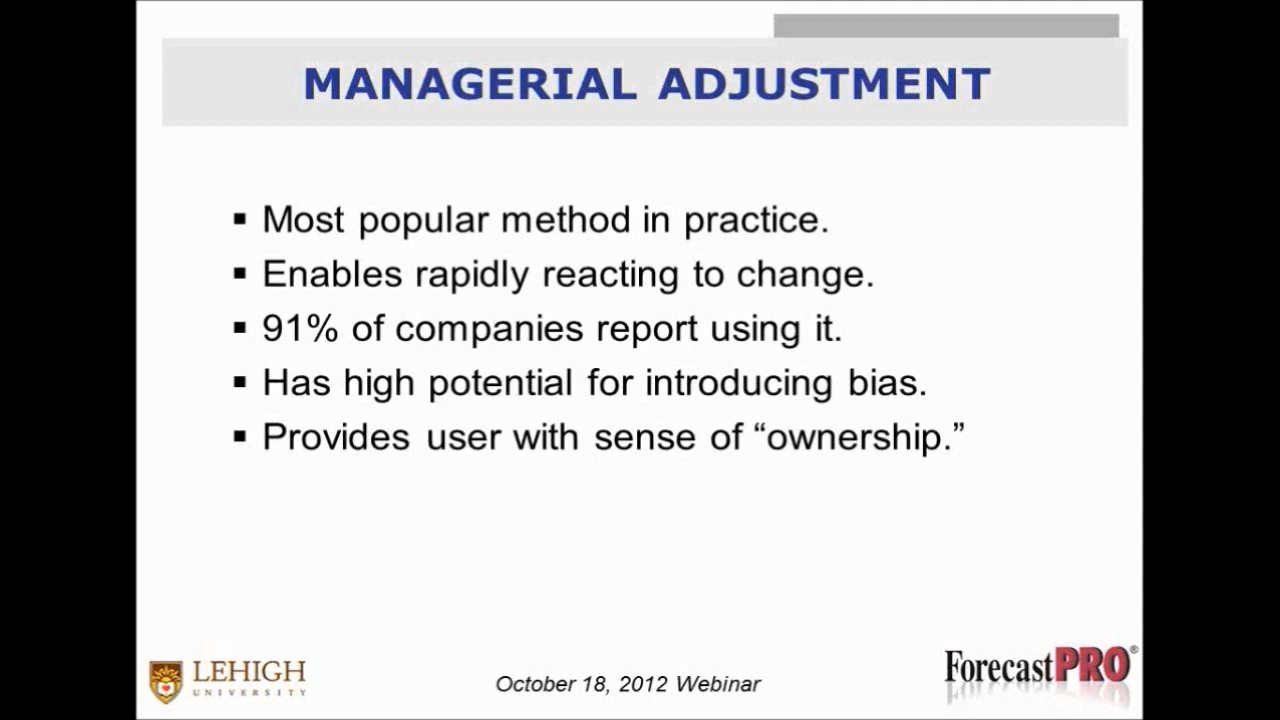 MANAGERIAL ADJUSTMENT
▪ Most popular method in practice.
▪ Enables rapidly reacting to change.
▪ 91% of companies report using it.
▪ Has high potential for introducing bias.
▪ Provides user with sense of “ownership.”
LEHIGH
UNIVERSITY
October 18, 2012 Webinar
ForecastPRO®